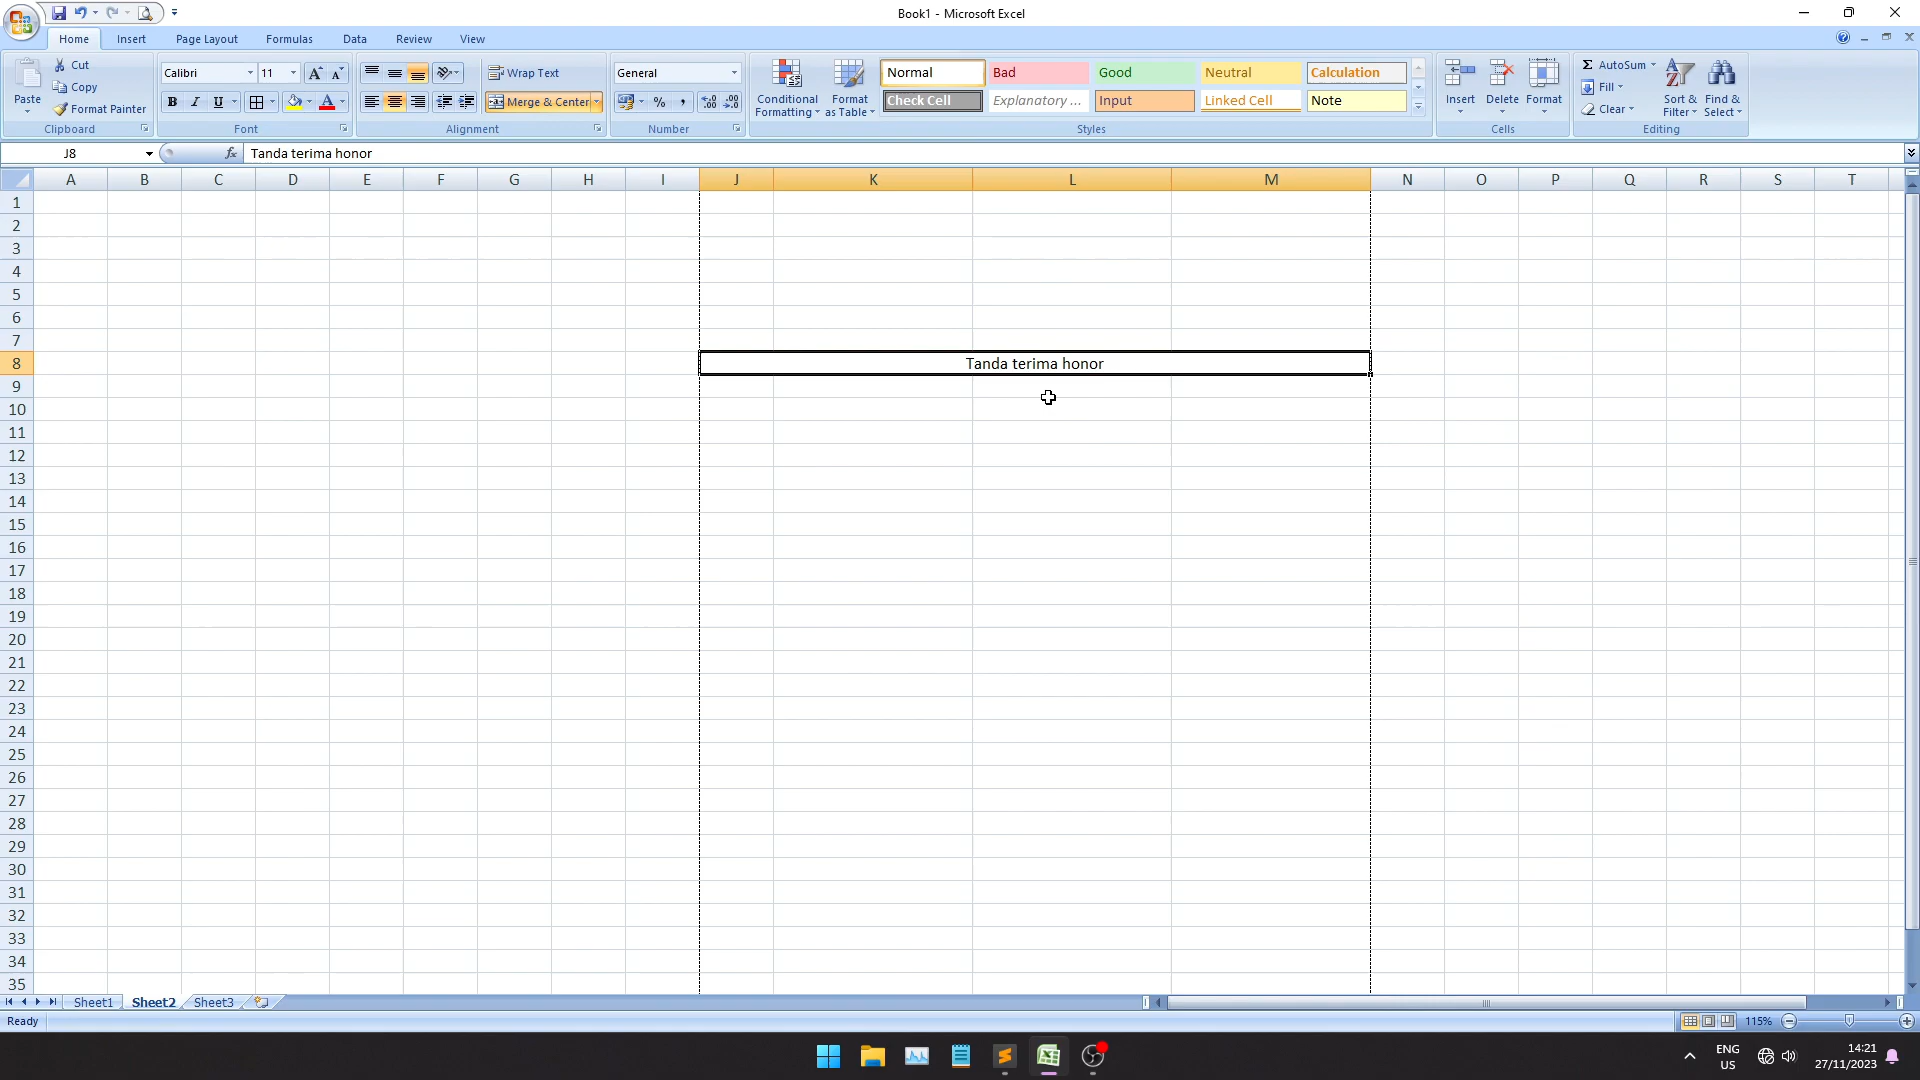 Book1 - Microsoft Excel
Home Insert Page Layout Formulas Data Review View
Paste
Cut
Copy
Format Painter
Clipboard
Calibri 11
B I U
Font
Wrap Text
Merge & Center
Alignment
General
% ,
Number
Conditional Formatting
Format as Table
Normal Bad Good Neutral Calculation
Check Cell Explanatory ... Input Linked Cell Note
Styles
Insert Delete Format
Cells
Σ AutoSum
Fill
Clear
Sort & Filter
Find & Select
Editing
J8 fx Tanda terima honor
A B C D E F G H I J K L M N O P Q R S T
1
2
3
4
5
6
7
8 Tanda terima honor
9
10
11
12
13
14
15
16
17
18
19
20
21
22
23
24
25
26
27
28
29
30
31
32
33
34
35
Sheet1 Sheet2 Sheet3
Ready 115%
ENG US
14:21
27/11/2023